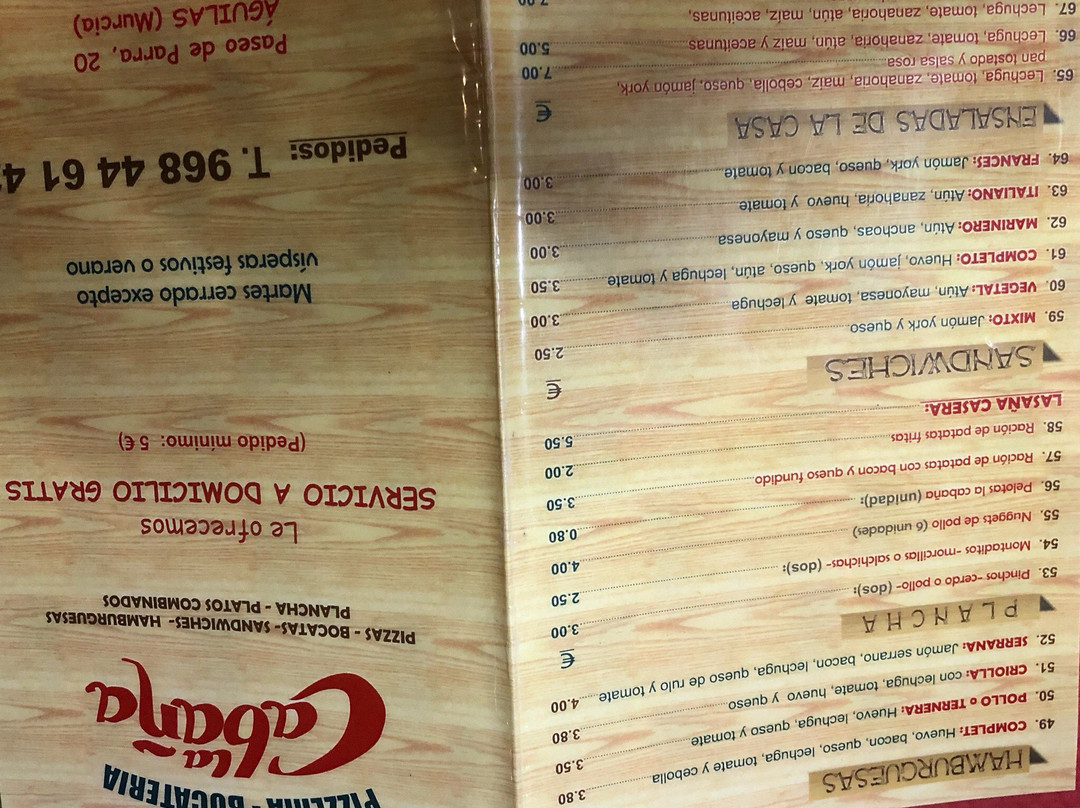 HAMBURGUESAS
49. COMPLET: Huevo, bacon, queso, lechuga, tomate y cebolla 3.80
50. POLLO o TERNERA: Huevo, lechuga, queso y tomate 3.50
51. CRIOLLA: con lechuga, tomate, huevo y queso 3.80
52. SERRANA: Jamón serrano, bacon, lechuga, queso de rulo y tomate 4.00
PLANCHA €
53. Pinchos -cerdo o pollo- (dos): 3.00
54. Montaditos -morcillas o salchichas- (dos): 2.50
55. Nuggets de pollo (6 unidades) 4.00
56. Pelotas la cabaña (unidad): 0.80
57. Ración de patatas con bacon y queso fundido 3.50
58. Ración de patatas fritas 2.00
LASAÑA CASERA: 5.50
SANDWICHES €
59. MIXTO: Jamón york y queso 2.50
60. VEGETAL: Atún, mayonesa, tomate y lechuga 3.00
61. COMPLETO: Huevo, jamón york, queso, atún, lechuga y tomate 3.50
62. MARINERO: Atún, anchoas, queso y mayonesa 3.00
63. ITALIANO: Atún, zanahoria, huevo y tomate 3.00
64. FRANCES: Jamón york, queso, bacon y tomate 3.00
ENSALADAS DE LA CASA €
65. Lechuga, tomate, zanahoria, maíz, cebolla, queso, jamón york,
pan tostado y salsa rosa 7.00
66. Lechuga, tomate, zanahoria, atún, maíz y aceitunas 5.00
67. Lechuga, tomate, zanahoria, atún, maíz, aceitunas,
PIZZERIA - BOCATERIA
la
Cabaña
PIZZAS - BOCATAS- SANDWICHES- HAMBURGUESAS
PLANCHA - PLATOS COMBINADOS
Le ofrecemos
SERVICIO A DOMICILIO GRATIS
(Pedido mínimo: 5 €)
Martes cerrado excepto
vísperas festivos o verano
Pedidos: T. 968 44 61 4
Paseo de Parra, 20
ÁGUILAS (Murcia)